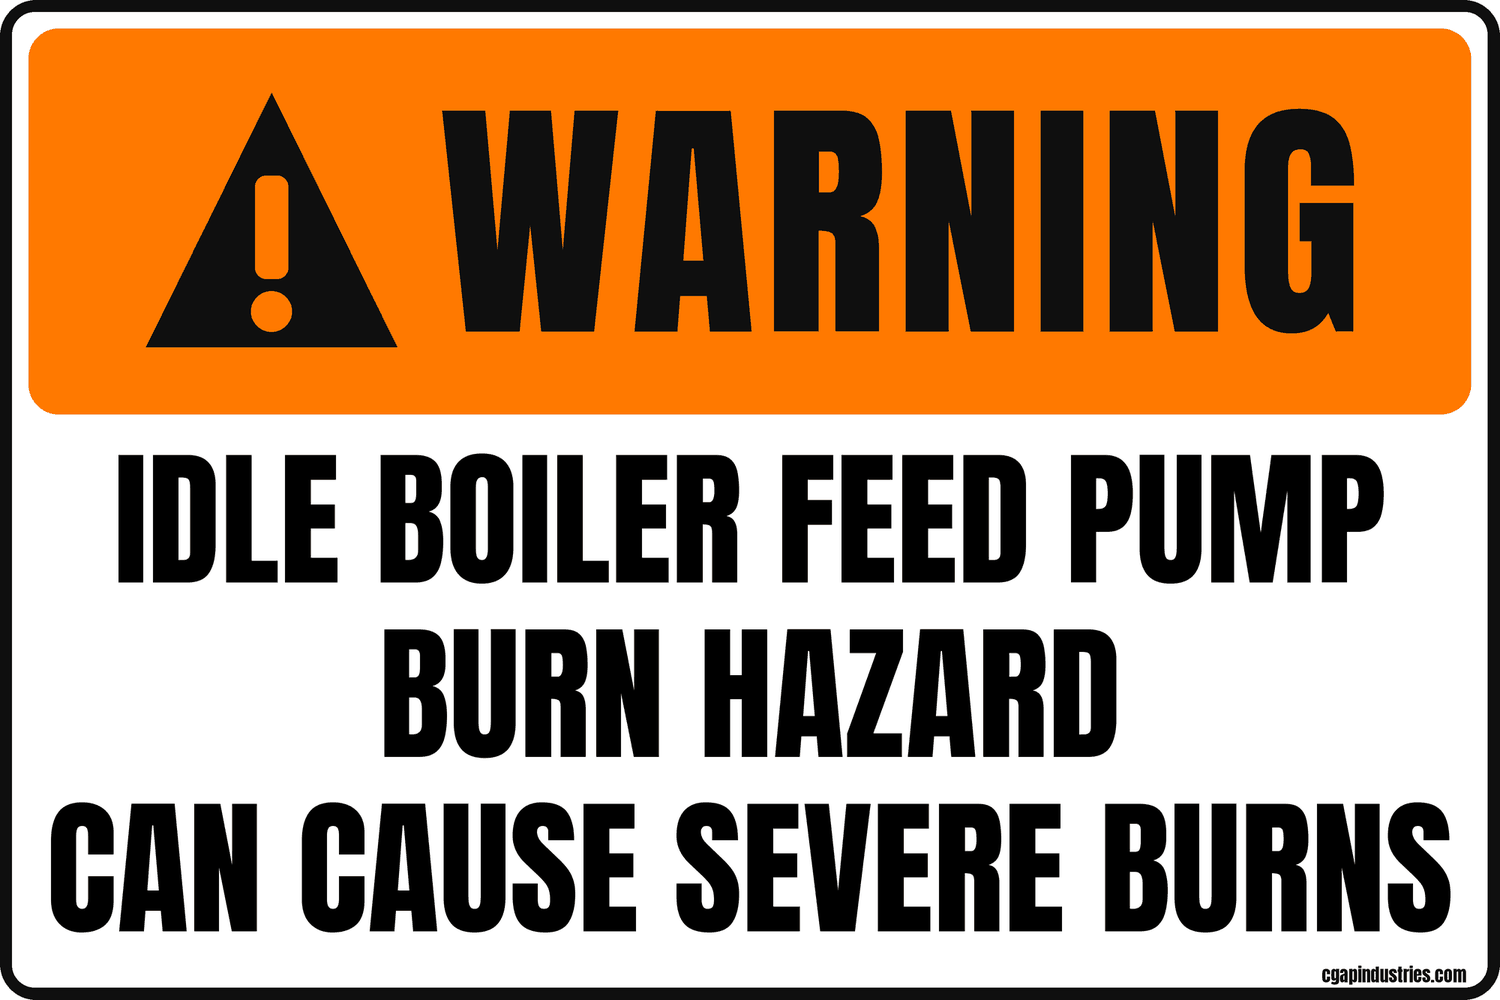 WARNING
IDLE BOILER FEED PUMP
BURN HAZARD
CAN CAUSE SEVERE BURNS
cgapindustries.com